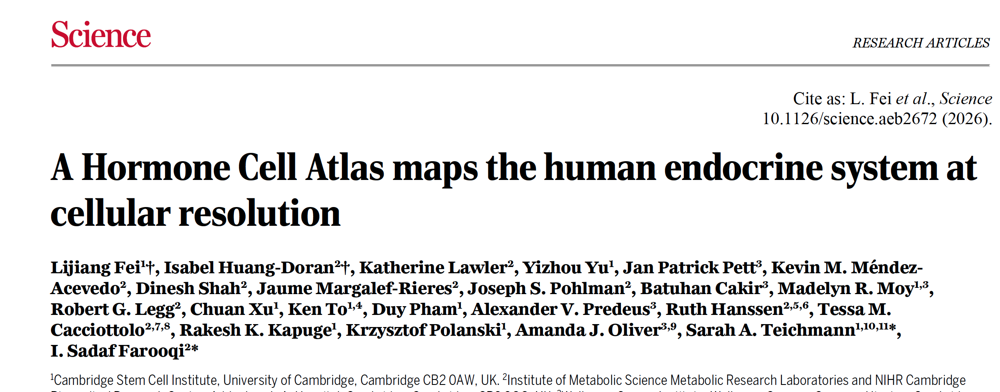 Science
RESEARCH ARTICLES
Cite as: L. Fei et al., Science
10.1126/science.aeb2672 (2026).
A Hormone Cell Atlas maps the human endocrine system at
cellular resolution
Lijiang Fei¹†, Isabel Huang-Doran²†, Katherine Lawler², Yizhou Yu¹, Jan Patrick Pett³, Kevin M. Méndez-
Acevedo², Dinesh Shah², Jaume Margalef-Rieres², Joseph S. Pohlman², Batuhan Cakir³, Madelyn R. Moy¹,³,
Robert G. Legg², Chuan Xu¹, Ken To¹,⁴, Duy Pham¹, Alexander V. Predeus³, Ruth Hanssen²,⁵,⁶, Tessa M.
Cacciottolo²,⁷,⁸, Rakesh K. Kapuge¹, Krzysztof Polanski¹, Amanda J. Oliver³,⁹, Sarah A. Teichmann¹,¹⁰,¹¹*,
I. Sadaf Farooqi²*
¹Cambridge Stem Cell Institute, University of Cambridge, Cambridge CB2 0AW, UK. ²Institute of Metabolic Science Metabolic Research Laboratories and NIHR Cambridge